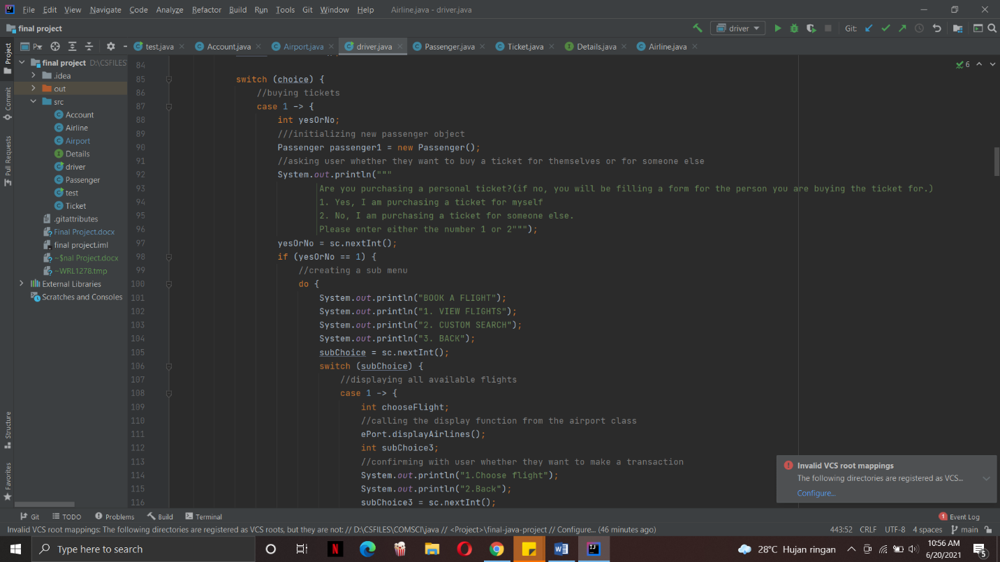 File Edit View Navigate Code Analyze Refactor Build Run Tools Git Window Help Airline.java - driver.java
final project driver Git:
Project
P▾ test.java Account.java Airport.java driver.java Passenger.java Ticket.java Details.java Airline.java
final project D:\CSFILES
.idea
out
src
Account
Airline
Airport
Details
driver
Passenger
test
Ticket
.gitattributes
Final Project.docx
final project.iml
~$nal Project.docx
~WRL1278.tmp
External Libraries
Scratches and Consoles
Commit
Pull Requests
Structure
Favorites
6
84
85 switch (choice) {
86 //buying tickets
87 case 1 -> {
88 int yesOrNo;
89 ///initializing new passenger object
90 Passenger passenger1 = new Passenger();
91 //asking user whether they want to buy a ticket for themselves or for someone else
92 System.out.println("""
93 Are you purchasing a personal ticket?(if no, you will be filling a form for the person you are buying the ticket for.)
94 1. Yes, I am purchasing a ticket for myself
95 2. No, I am purchasing a ticket for someone else.
96 Please enter either the number 1 or 2""");
97 yesOrNo = sc.nextInt();
98 if (yesOrNo == 1) {
99 //creating a sub menu
100 do {
101 System.out.println("BOOK A FLIGHT");
102 System.out.println("1. VIEW FLIGHTS");
103 System.out.println("2. CUSTOM SEARCH");
104 System.out.println("3. BACK");
105 subChoice = sc.nextInt();
106 switch (subChoice) {
107 //displaying all available flights
108 case 1 -> {
109 int chooseFlight;
110 //calling the display function from the airport class
111 ePort.displayAirlines();
112 int subChoice3;
113 //confirming with user whether they want to make a transaction
114 System.out.println("1.Choose flight");
115 System.out.println("2.Back");
116 subChoice3 = sc.nextInt();
Invalid VCS root mappings
The following directories are registered as VCS...
Configure...
Git TODO Problems Build Terminal 1 Event Log
Invalid VCS root mappings: The following directories are registered as VCS roots, but they are not: // D:\CSFILES\COMSCI\java // <Project>\final-java-project // Configure... (46 minutes ago) 443:52 CRLF UTF-8 4 spaces main
Type here to search 28°C Hujan ringan 10:56 AM
6/20/2021 5